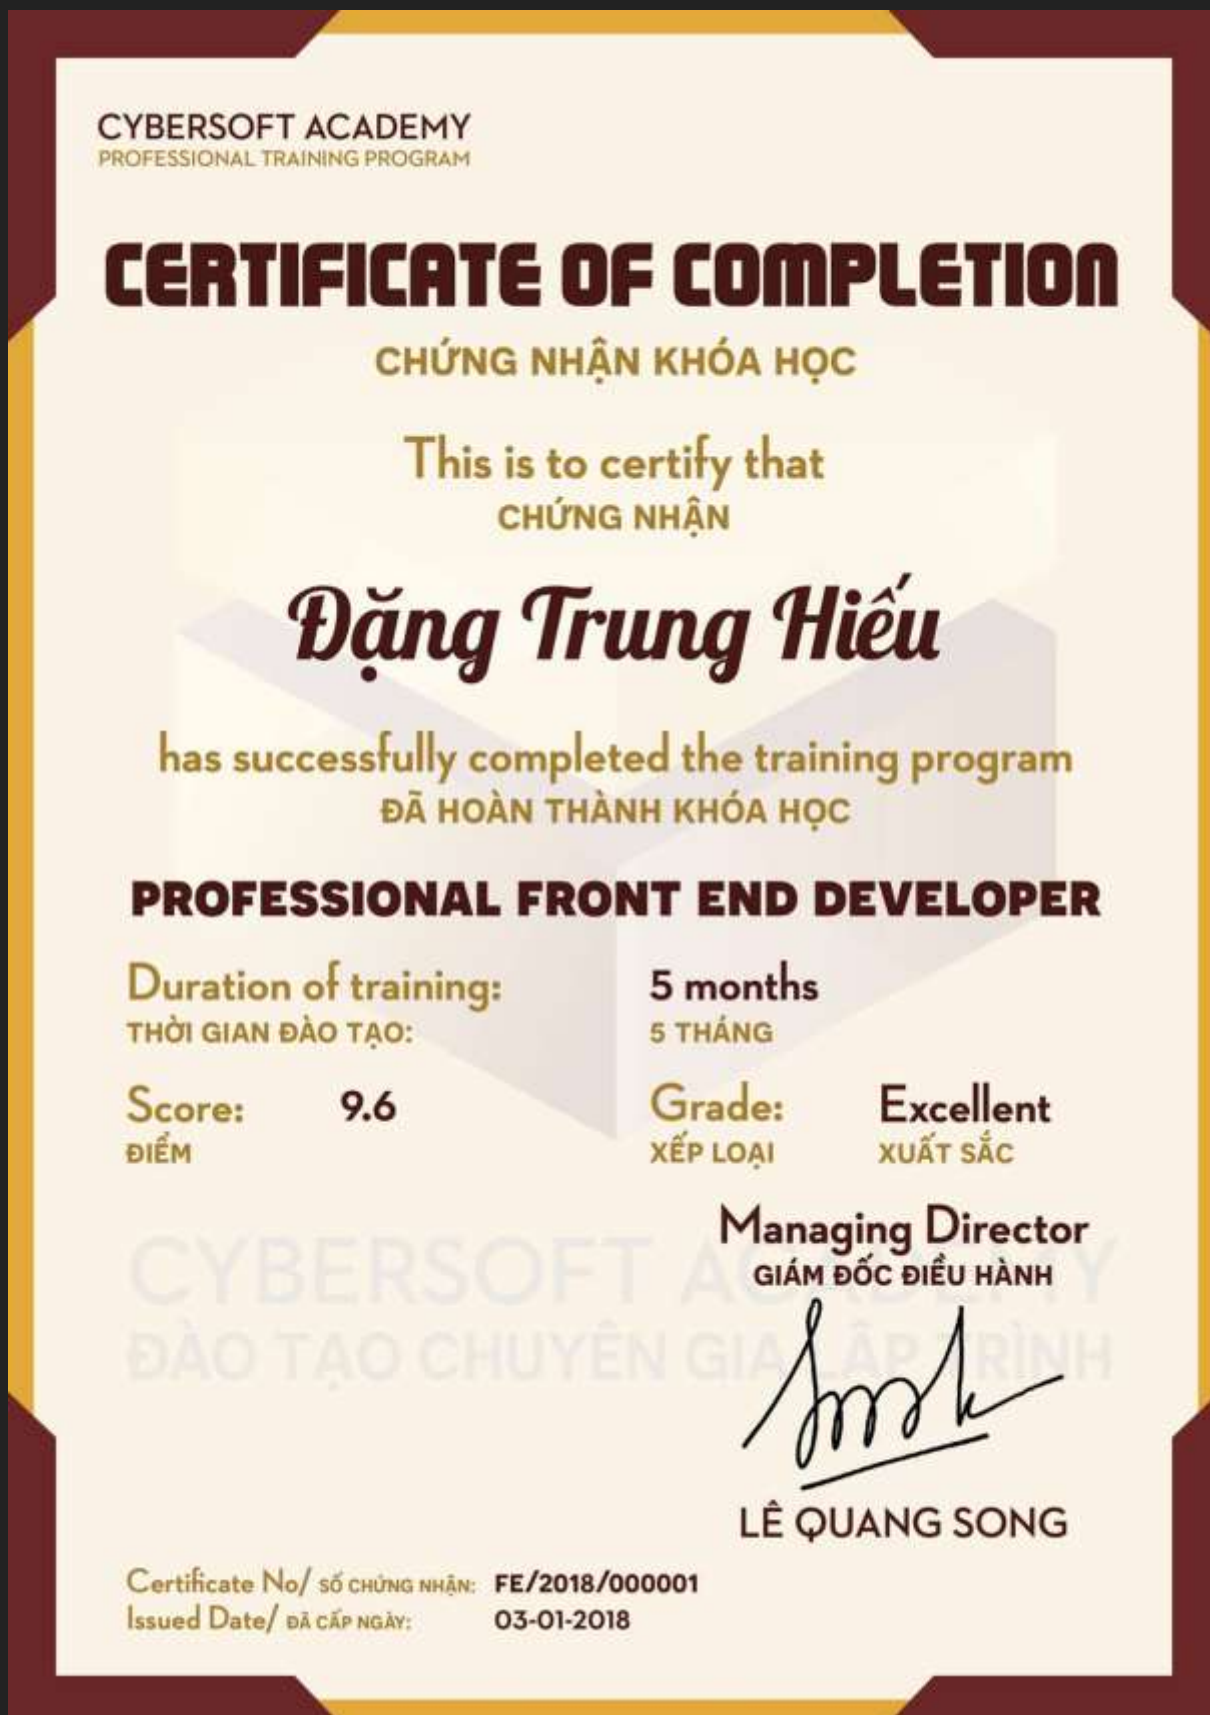 CYBERSOFT ACADEMY
PROFESSIONAL TRAINING PROGRAM
CERTIFICATE OF COMPLETION
CHỨNG NHẬN KHÓA HỌC
This is to certify that
CHỨNG NHẬN
Đặng Trung Hiếu
has successfully completed the training program
ĐÃ HOÀN THÀNH KHÓA HỌC
PROFESSIONAL FRONT END DEVELOPER
Duration of training: 5 months
THỜI GIAN ĐÀO TẠO: 5 THÁNG
Score: 9.6 Grade: Excellent
ĐIỂM XẾP LOẠI XUẤT SẮC
Managing Director
GIÁM ĐỐC ĐIỀU HÀNH
CYBERSOFT ACADEMY
ĐÀO TẠO CHUYÊN GIA LẬP TRÌNH
LÊ QUANG SONG
Certificate No/ SỐ CHỨNG NHẬN: FE/2018/000001
Issued Date/ ĐÃ CẤP NGÀY: 03-01-2018